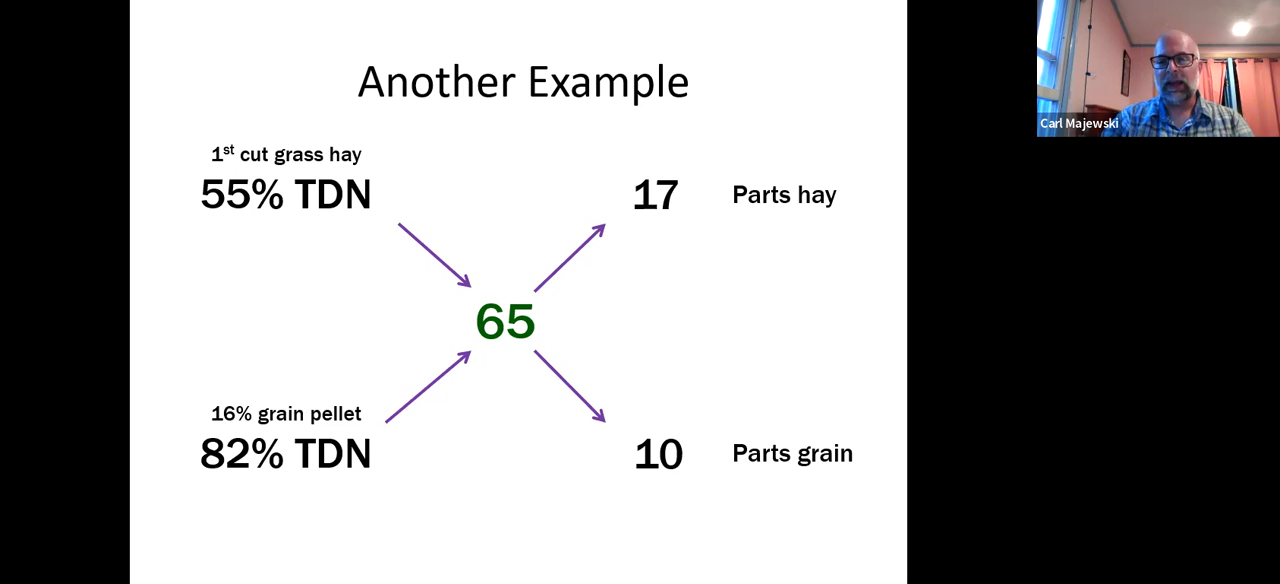 Another Example
1st cut grass hay
55% TDN
17 Parts hay
65
16% grain pellet
82% TDN
10 Parts grain
Carl Majewski